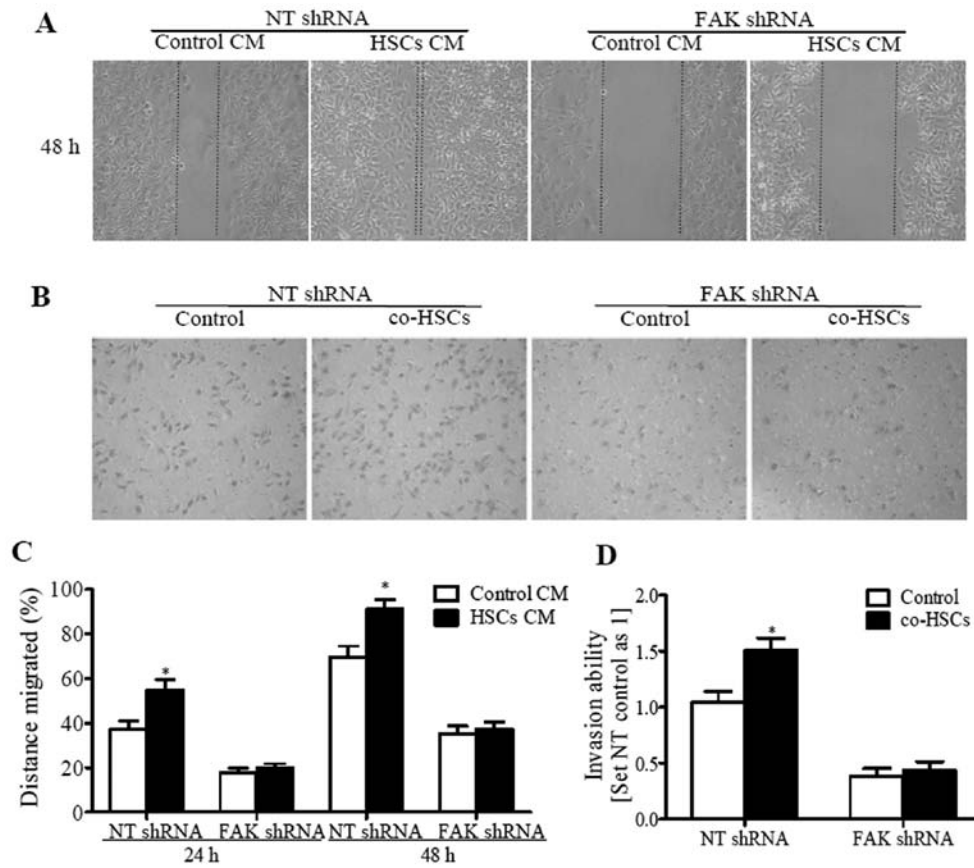 A
NT shRNA
FAK shRNA
Control CM
HSCs CM
Control CM
HSCs CM
48 h
B
NT shRNA
FAK shRNA
Control
co-HSCs
Control
co-HSCs
C
Distance migrated (%)
100
80
60
40
20
0
*
*
Control CM
HSCs CM
NT shRNA
FAK shRNA
NT shRNA
FAK shRNA
24 h
48 h
D
Invasion ability
[Set NT control as 1]
2.0
1.5
1.0
0.5
0.0
*
Control
co-HSCs
NT shRNA
FAK shRNA